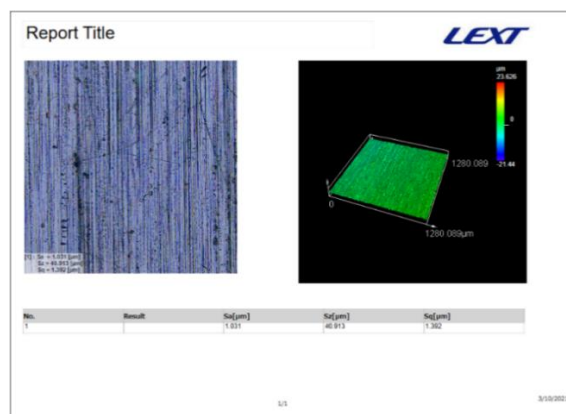 Report Title
LEXT
[1] - Sa = 1.031 [µm]
Sz = 40.913 [µm]
Sq = 1.382 [µm]
µm
23.626
0
-21.44
1280.089
0
1280.089µm
No. Result Sa[µm] Sz[µm] Sq[µm]
1 1.031 40.913 1.382
1/1